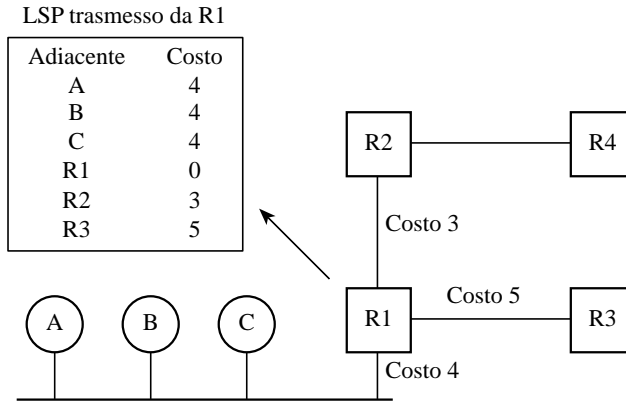 LSP trasmesso da R1
Adiacente Costo
A 4
B 4
C 4
R1 0
R2 3
R3 5
R2
R4
Costo 3
R1
Costo 5
R3
Costo 4
A
B
C